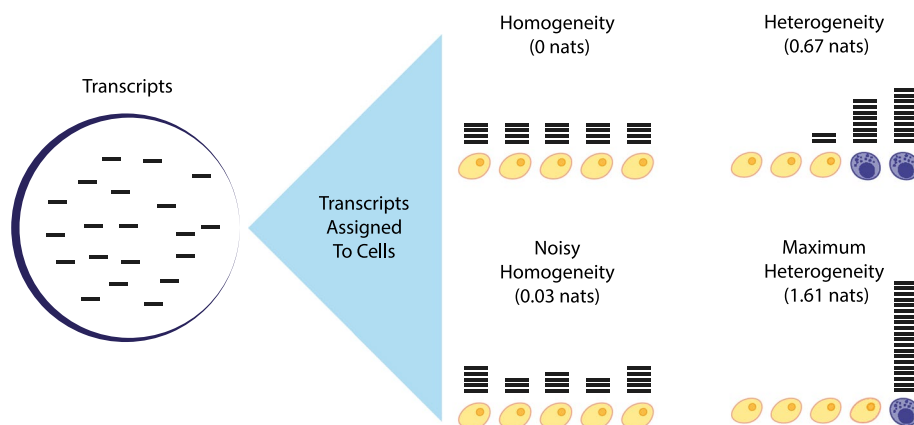 Transcripts
Transcripts
Assigned
To Cells
Homogeneity
(0 nats)
Heterogeneity
(0.67 nats)
Noisy
Homogeneity
(0.03 nats)
Maximum
Heterogeneity
(1.61 nats)